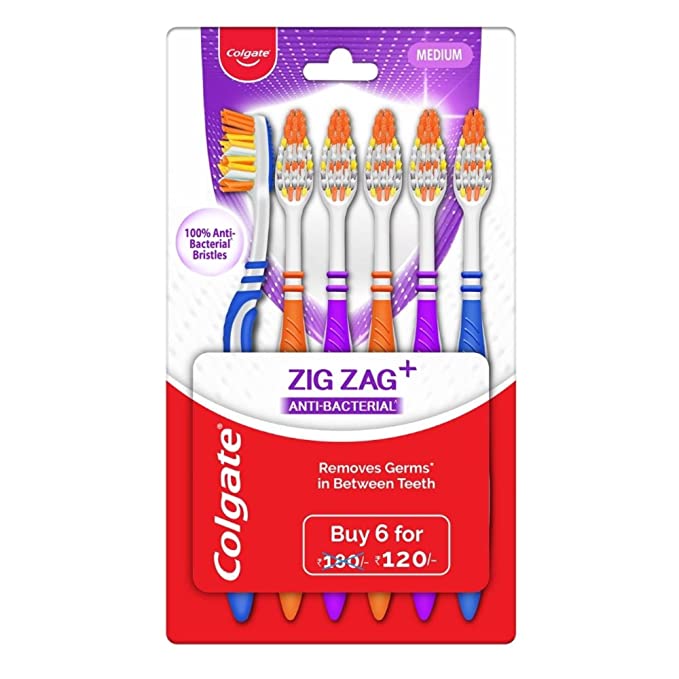 Colgate®
MEDIUM
100% Anti-
Bacterial^
Bristles
ZIG ZAG+
ANTI-BACTERIAL^
Colgate®
Removes Germs*
in Between Teeth
Buy 6 for
₹180/- ₹120/-